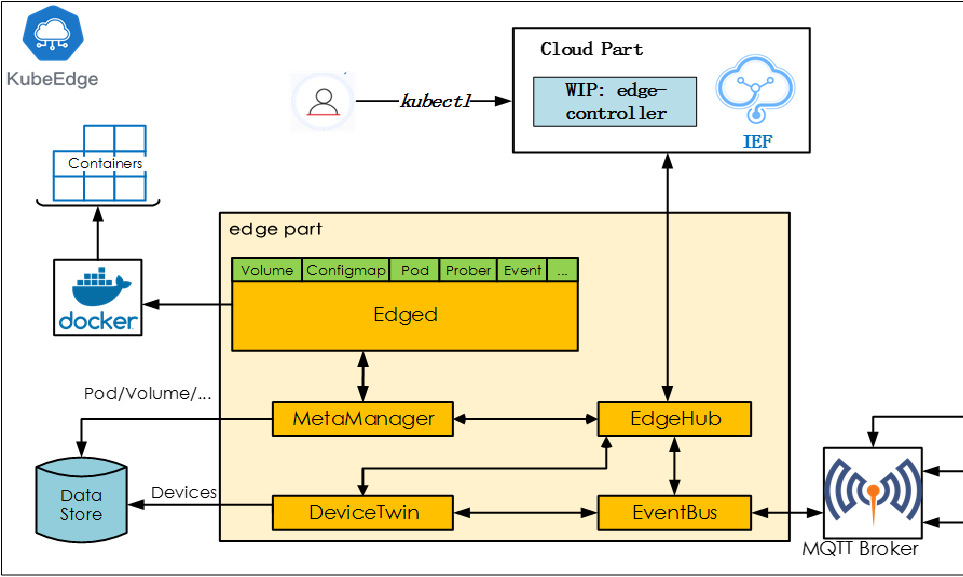 KubeEdge
kubectl
Cloud Part
WIP: edge-
controller
IEF
Containers
docker
edge part
Volume Configmap Pod Prober Event ...
Edged
Pod/Volume/...
MetaManager
EdgeHub
Data
Store
Devices
DeviceTwin
EventBus
MQTT Broker